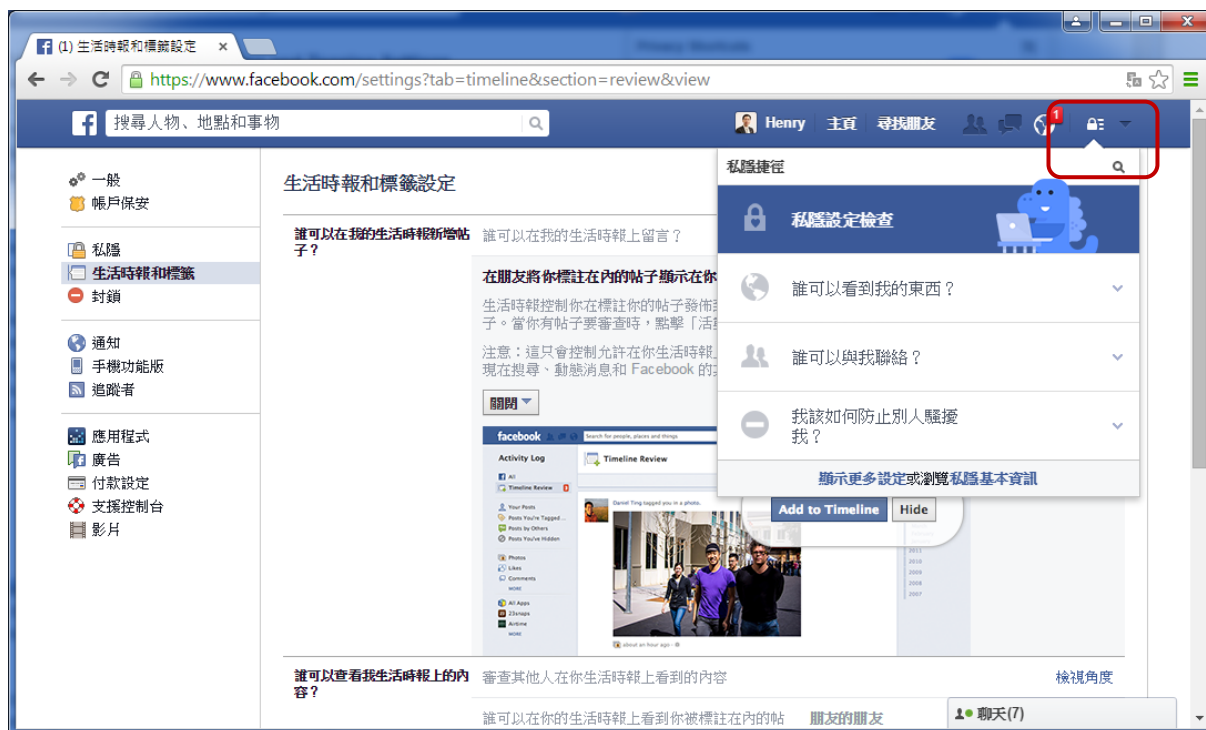 (1) 生活時報和標籤設定
https://www.facebook.com/settings?tab=timeline&section=review&view
搜尋人物、地點和事物
Henry 主頁 尋找朋友
1
一般
帳戶保安
私隱
生活時報和標籤
封鎖
通知
手機功能版
追蹤者
應用程式
廣告
付款設定
支援控制台
影片
生活時報和標籤設定
誰可以在我的生活時報新增帖
子？
誰可以在我的生活時報上留言？
在朋友將你標註在內的帖子顯示在你
生活時報控制你在標註你的帖子發佈
子。當你有帖子要審查時，點擊「活
注意：這只會控制允許在你生活時報
現在搜尋、動態消息和 Facebook 的
關閉
facebook
Search for people, places and things
Activity Log
Timeline Review
All
Timeline Review
Your Posts
Posts You're Tagged...
Posts by Others
Posts You've Hidden
Photos
Likes
Comments
MORE
All Apps
23snaps
Airtime
MORE
Daniel Ting tagged you in a photo.
about an hour ago
Add to Timeline
Hide
2011
2010
2009
2008
2007
私隱捷徑
私隱設定檢查
誰可以看到我的東西？
誰可以與我聯絡？
我該如何防止別人騷擾
我？
顯示更多設定或瀏覽私隱基本資訊
誰可以查看我生活時報上的內
容？
審查其他人在你生活時報上看到的內容
檢視角度
誰可以在你的生活時報上看到你被標註在內的帖
朋友的朋友
聊天(7)